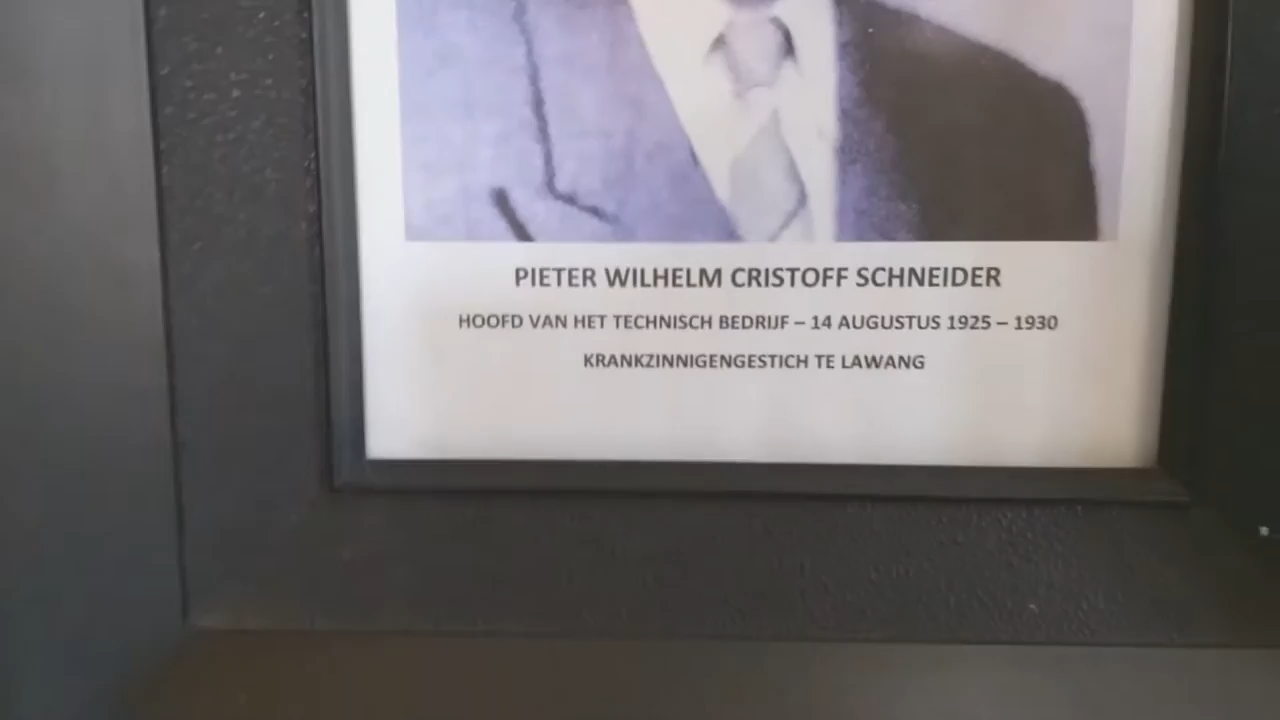 PIETER WILHELM CRISTOFF SCHNEIDER
HOOFD VAN HET TECHNISCH BEDRIJF – 14 AUGUSTUS 1925 – 1930
KRANKZINNIGENGESTICH TE LAWANG